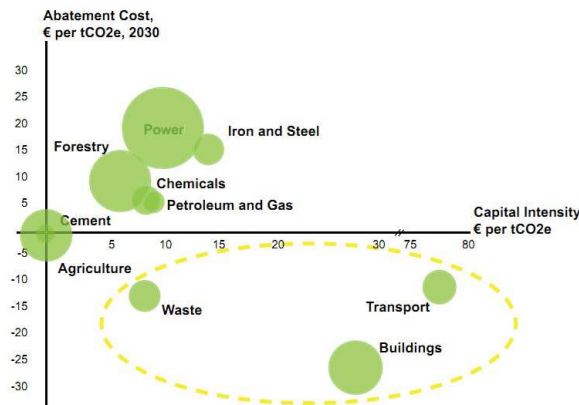 Abatement Cost,
€ per tCO2e, 2030
30
25
20
15
10
5
-5
-10
-15
-20
-25
-30
Power
Iron and Steel
Forestry
Chemicals
Petroleum and Gas
Cement
Agriculture
Capital Intensity
€ per tCO2e
5 10 15 20 30 75 80
Waste
Transport
Buildings